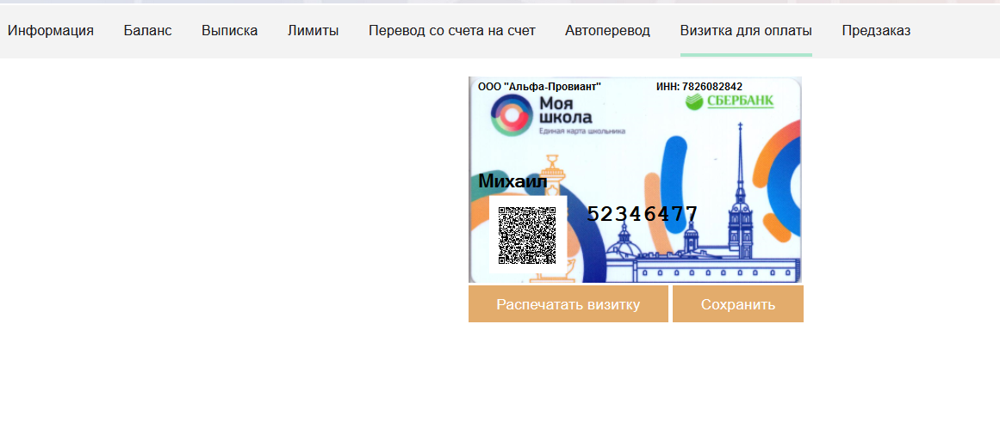 Информация Баланс Выписка Лимиты Перевод со счета на счет Автоперевод Визитка для оплаты Предзаказ
ООО "Альфа-Провиант" ИНН: 7826082842
Моя школа
СБЕРБАНК
Единая карта школьника
Михаил
52346477
Распечатать визитку Сохранить